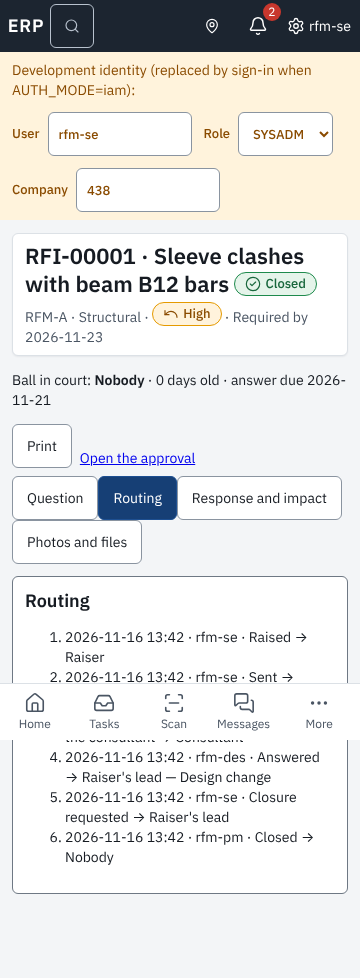 ERP
2
rfm-se
Development identity (replaced by sign-in when
AUTH_MODE=iam):
User
rfm-se
Role
SYSADM
Company
438
RFI-00001 · Sleeve clashes
with beam B12 bars
Closed
RFM-A · Structural ·
High
· Required by
2026-11-23
Ball in court: Nobody · 0 days old · answer due 2026-
11-21
Print
Open the approval
Question
Routing
Response and impact
Photos and files
Routing
1. 2026-11-16 13:42 · rfm-se · Raised →
Raiser
2. 2026-11-16 13:42 · rfm-se · Sent →
Home
Tasks
Scan
Messages
More
4. 2026-11-16 13:42 · rfm-des · Answered
→ Raiser's lead — Design change
5. 2026-11-16 13:42 · rfm-se · Closure
requested → Raiser's lead
6. 2026-11-16 13:42 · rfm-pm · Closed →
Nobody